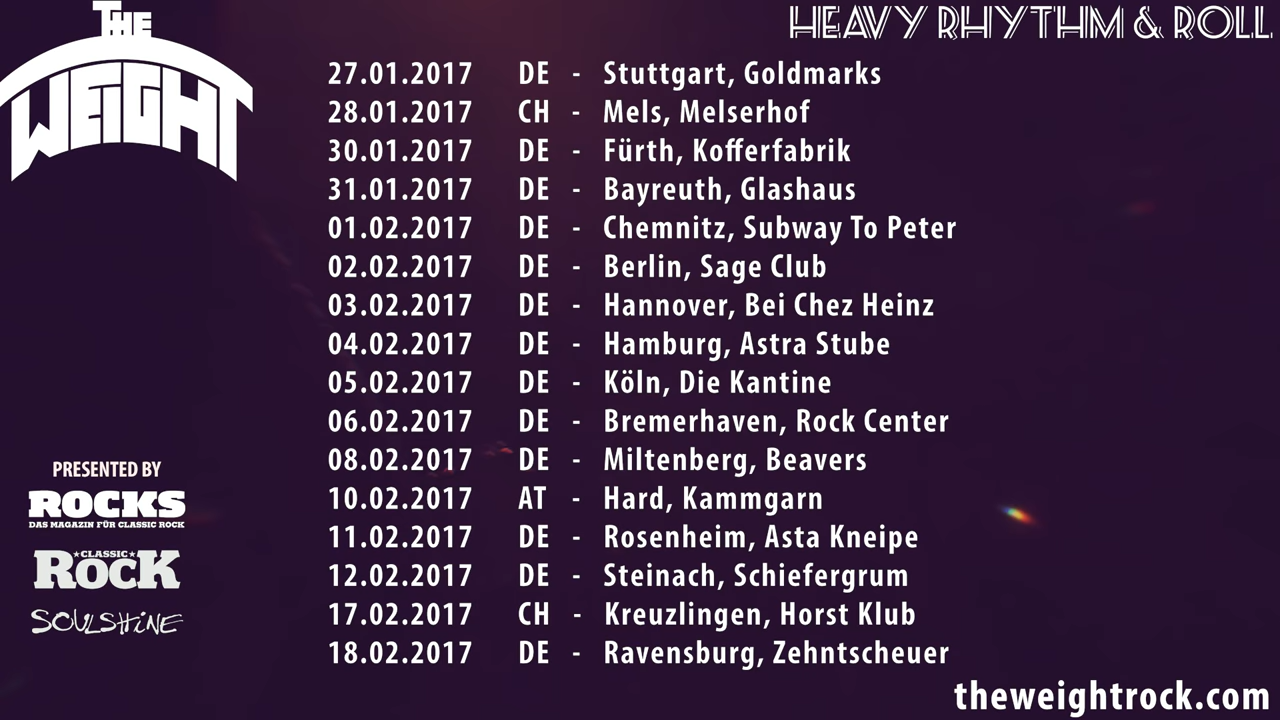 THE
WEIGHT
HEAVY RHYTHM & ROLL
27.01.2017 DE - Stuttgart, Goldmarks
28.01.2017 CH - Mels, Melserhof
30.01.2017 DE - Fürth, Kofferfabrik
31.01.2017 DE - Bayreuth, Glashaus
01.02.2017 DE - Chemnitz, Subway To Peter
02.02.2017 DE - Berlin, Sage Club
03.02.2017 DE - Hannover, Bei Chez Heinz
04.02.2017 DE - Hamburg, Astra Stube
05.02.2017 DE - Köln, Die Kantine
06.02.2017 DE - Bremerhaven, Rock Center
08.02.2017 DE - Miltenberg, Beavers
10.02.2017 AT - Hard, Kammgarn
11.02.2017 DE - Rosenheim, Asta Kneipe
12.02.2017 DE - Steinach, Schiefergrum
17.02.2017 CH - Kreuzlingen, Horst Klub
18.02.2017 DE - Ravensburg, Zehntscheuer
PRESENTED BY
ROCKS
DAS MAGAZIN FÜR CLASSIC ROCK
CLASSIC
ROCK
SOULSHINE
theweightrock.com